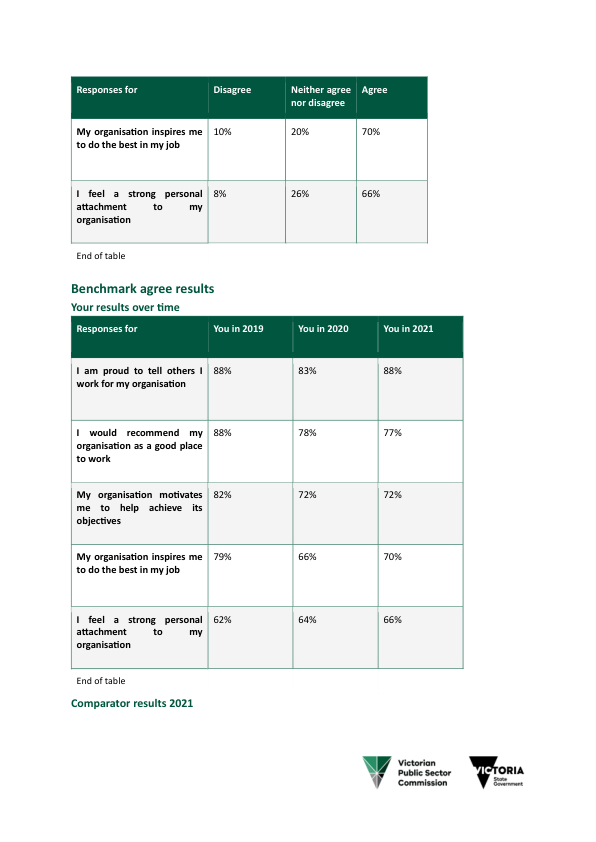 Responses for Disagree Neither agree Agree
nor disagree
My organisation inspires me 10% 20% 70%
to do the best in my job
I feel a strong personal 8% 26% 66%
attachment to my
organisation
End of table
Benchmark agree results
Your results over time
Responses for You in 2019 You in 2020 You in 2021
I am proud to tell others I 88% 83% 88%
work for my organisation
I would recommend my 88% 78% 77%
organisation as a good place
to work
My organisation motivates 82% 72% 72%
me to help achieve its
objectives
My organisation inspires me 79% 66% 70%
to do the best in my job
I feel a strong personal 62% 64% 66%
attachment to my
organisation
End of table
Comparator results 2021
Victorian
Public Sector
Commission
VICTORIA
State
Government